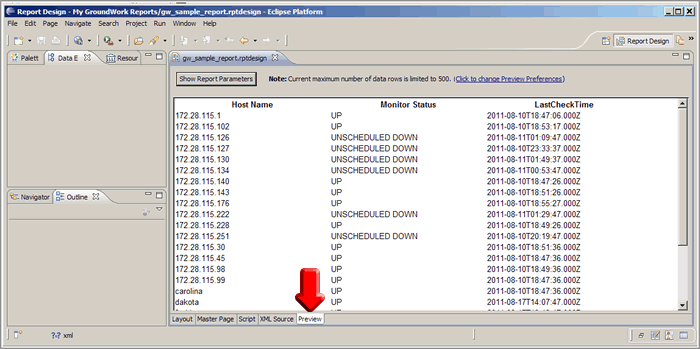 Report Design - My GroundWork Reports/gw_sample_report.rptdesign - Eclipse Platform
File Edit Page Navigate Search Project Run Window Help
Report Design
Palett Data E Resour
gw_sample_report.rptdesign
Show Report Parameters Note: Current maximum number of data rows is limited to 500. (Click to change Preview Preferences)
Host Name Monitor Status LastCheckTime
172.28.115.1 UP 2011-08-10T18:47:06.000Z
172.28.115.102 UP 2011-08-10T18:53:17.000Z
172.28.115.126 UNSCHEDULED DOWN 2011-08-11T01:09:47.000Z
172.28.115.127 UNSCHEDULED DOWN 2011-08-10T23:33:37.000Z
172.28.115.130 UNSCHEDULED DOWN 2011-08-11T01:49:37.000Z
172.28.115.134 UNSCHEDULED DOWN 2011-08-11T00:53:47.000Z
172.28.115.140 UP 2011-08-10T18:47:26.000Z
172.28.115.143 UP 2011-08-10T18:51:26.000Z
172.28.115.176 UP 2011-08-10T18:55:27.000Z
172.28.115.222 UNSCHEDULED DOWN 2011-08-11T01:29:47.000Z
172.28.115.228 UP 2011-08-10T18:49:26.000Z
172.28.115.251 UNSCHEDULED DOWN 2011-08-10T20:19:47.000Z
172.28.115.30 UP 2011-08-10T18:51:36.000Z
172.28.115.45 UP 2011-08-10T18:47:36.000Z
172.28.115.98 UP 2011-08-10T18:49:36.000Z
172.28.115.99 UP 2011-08-10T18:47:36.000Z
carolina UP 2011-08-10T18:47:36.000Z
dakota UP 2011-08-17T14:07:47.000Z
Navigator Outline
Layout Master Page Script XML Source Preview
xml